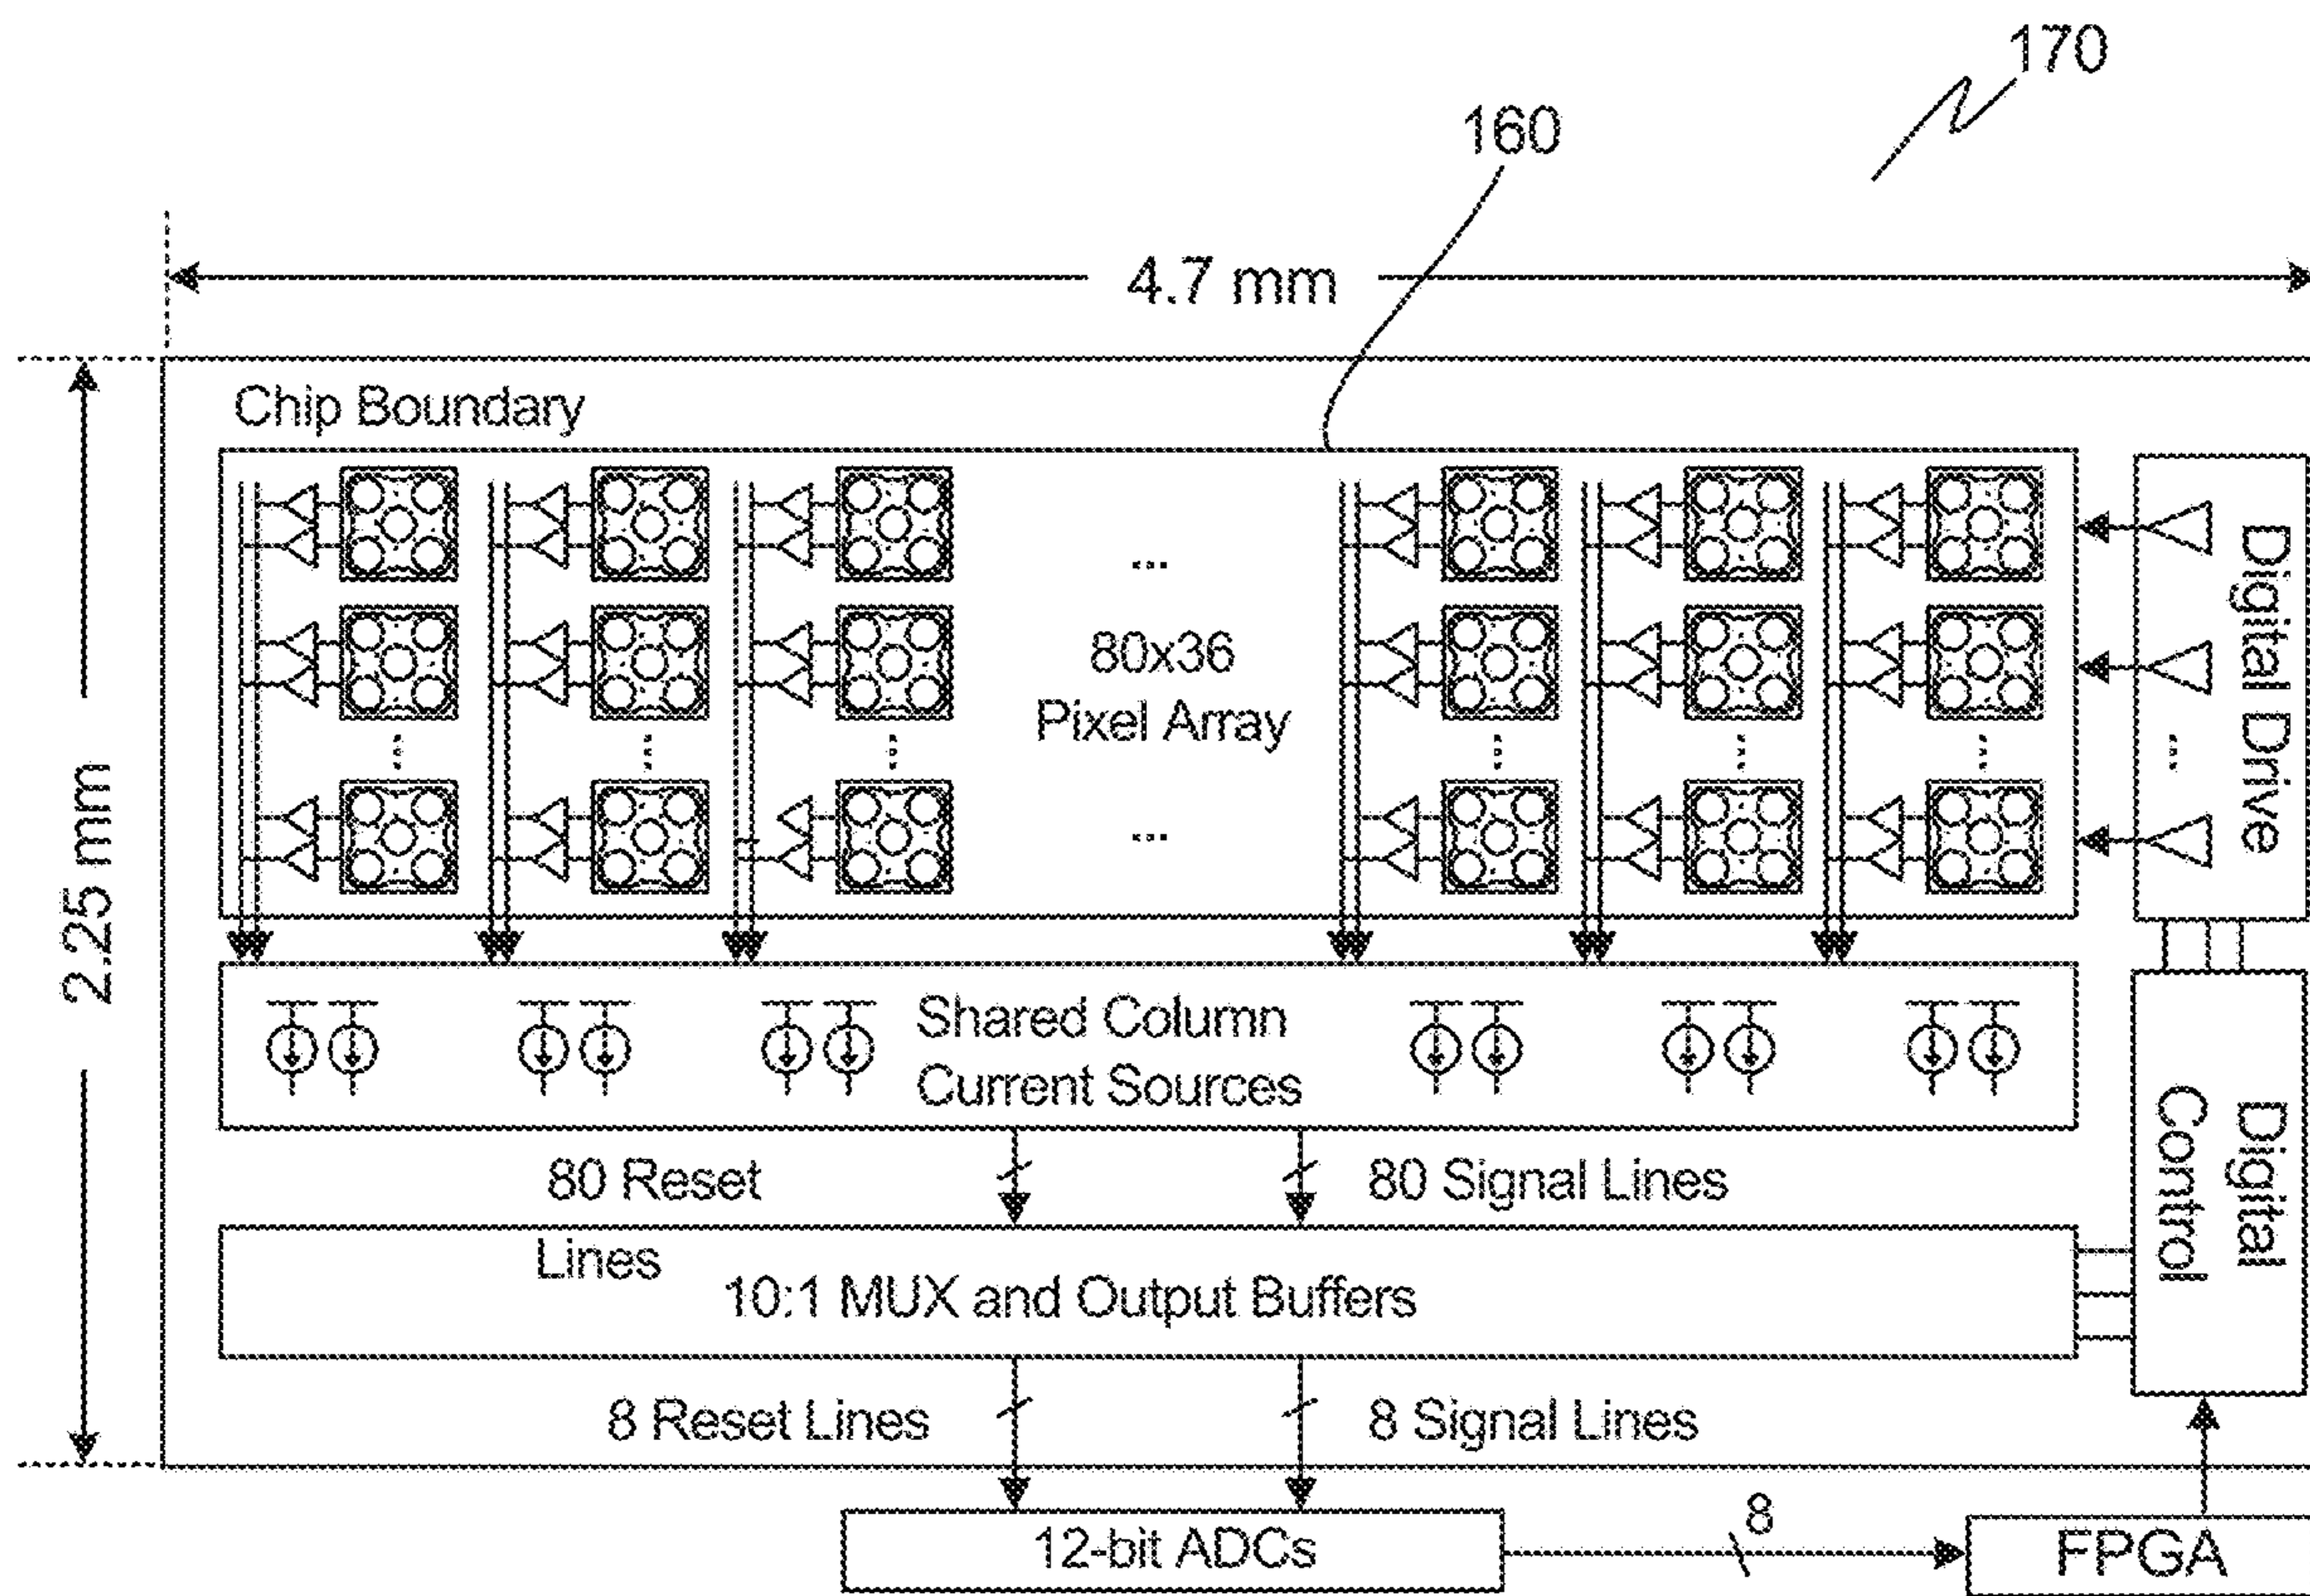 170
160
4.7 mm
Chip Boundary
2.25 mm
...
80x36
Pixel Array
...
Digital Drive
Shared Column
Current Sources
Digital
Control
80 Reset
80 Signal Lines
Lines
10:1 MUX and Output Buffers
8 Reset Lines
8 Signal Lines
12-bit ADCs
8
FPGA